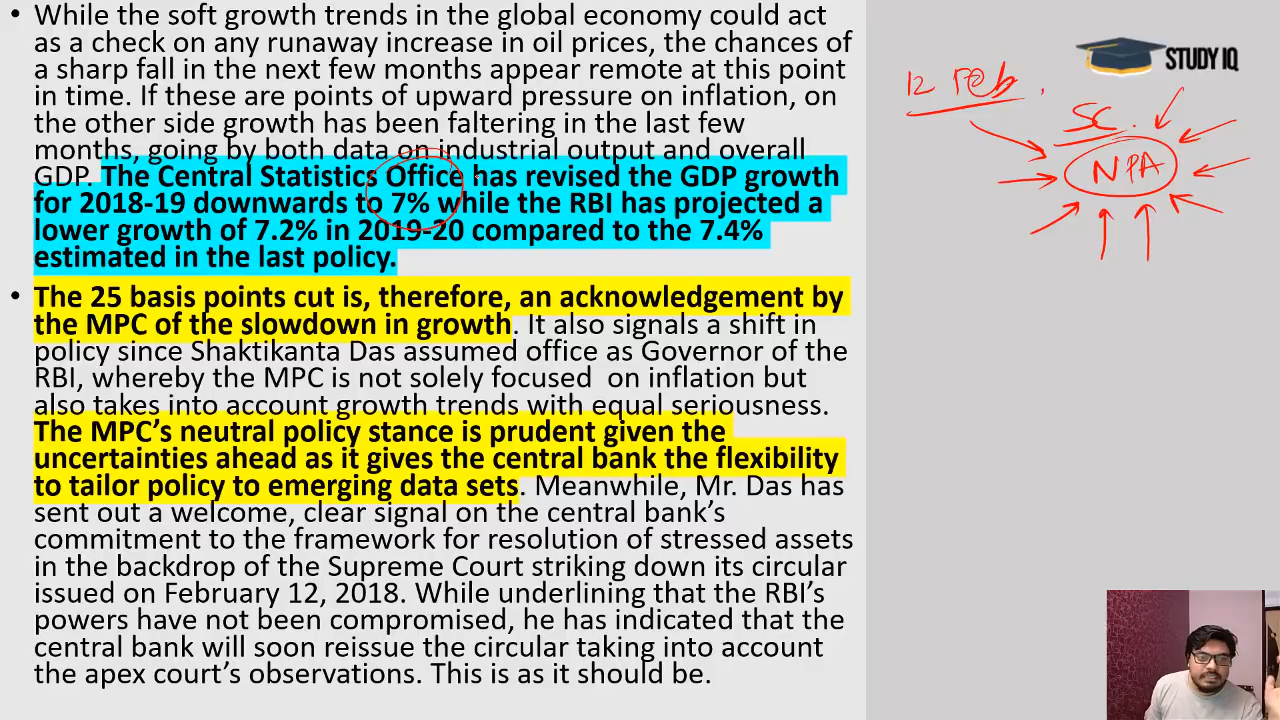 • While the soft growth trends in the global economy could act
as a check on any runaway increase in oil prices, the chances of
a sharp fall in the next few months appear remote at this point
in time. If these are points of upward pressure on inflation, on
the other side growth has been faltering in the last few
months, going by both data on industrial output and overall
GDP. The Central Statistics Office has revised the GDP growth
for 2018-19 downwards to 7% while the RBI has projected a
lower growth of 7.2% in 2019-20 compared to the 7.4%
estimated in the last policy.
• The 25 basis points cut is, therefore, an acknowledgement by
the MPC of the slowdown in growth. It also signals a shift in
policy since Shaktikanta Das assumed office as Governor of the
RBI, whereby the MPC is not solely focused on inflation but
also takes into account growth trends with equal seriousness.
The MPC’s neutral policy stance is prudent given the
uncertainties ahead as it gives the central bank the flexibility
to tailor policy to emerging data sets. Meanwhile, Mr. Das has
sent out a welcome, clear signal on the central bank’s
commitment to the framework for resolution of stressed assets
in the backdrop of the Supreme Court striking down its circular
issued on February 12, 2018. While underlining that the RBI’s
powers have not been compromised, he has indicated that the
central bank will soon reissue the circular taking into account
the apex court’s observations. This is as it should be.
STUDY IQ
12 Feb
SC
NPA